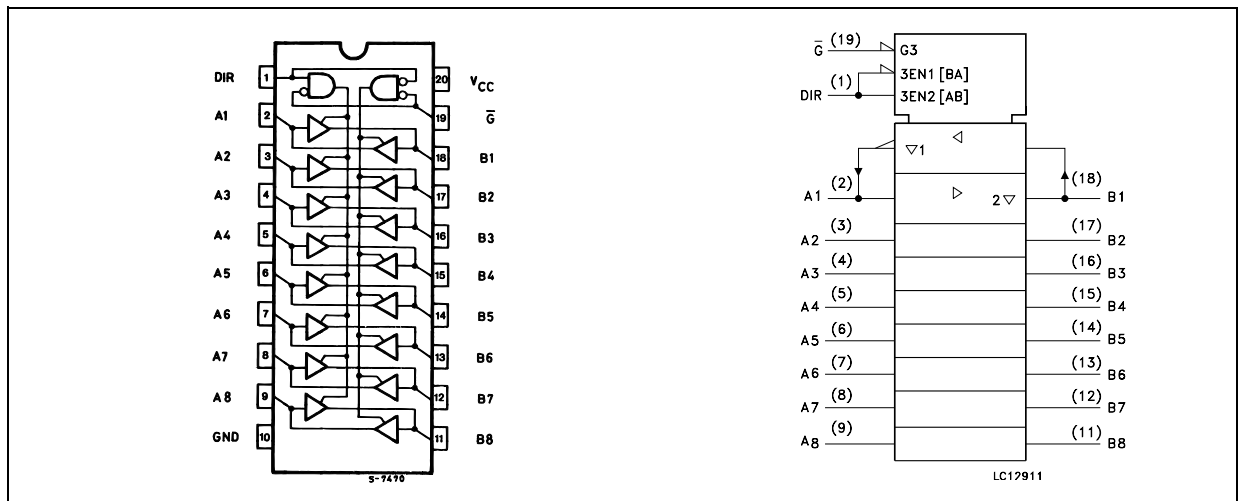 DIR 1 20 VCC
A1 2 19 G̅
A2 3 18 B1
A3 4 17 B2
A4 5 16 B3
A5 6 15 B4
A6 7 14 B5
A7 8 13 B6
A8 9 12 B7
GND 10 11 B8
S-7470
G̅ (19) G3
3EN1 [BA]
DIR (1) 3EN2 [AB]
▽1 ◁
A1 (2) ▷ 2▽ (18) B1
A2 (3) (17) B2
A3 (4) (16) B3
A4 (5) (15) B4
A5 (6) (14) B5
A6 (7) (13) B6
A7 (8) (12) B7
A8 (9) (11) B8
LC12911